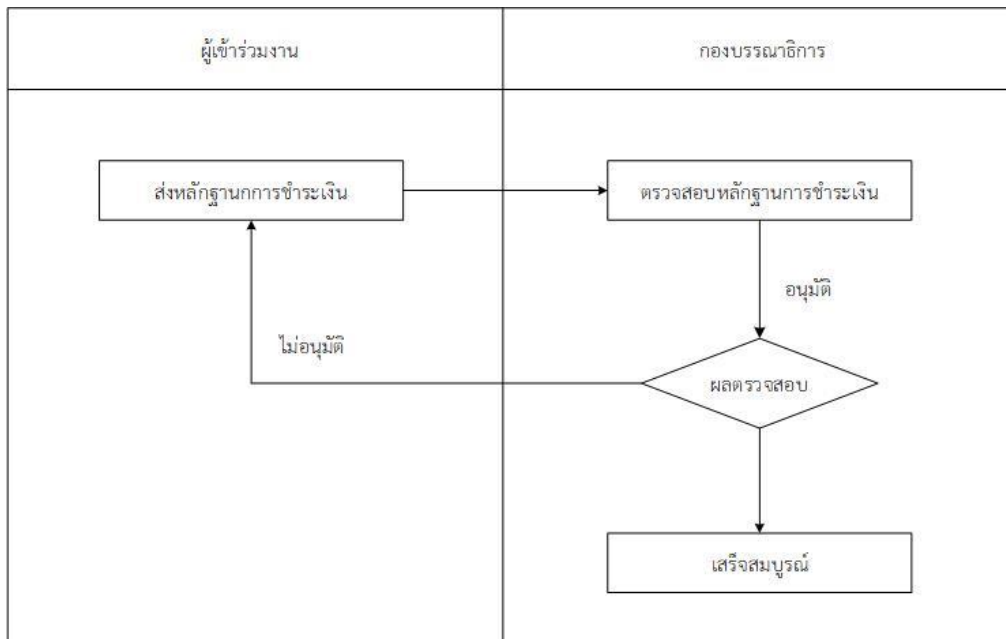 ผู้เข้าร่วมงาน
กองบรรณาธิการ
ส่งหลักฐานกการชำระเงิน
ตรวจสอบหลักฐานการชำระเงิน
อนุมัติ
ไม่อนุมัติ
ผลตรวจสอบ
เสร็จสมบูรณ์